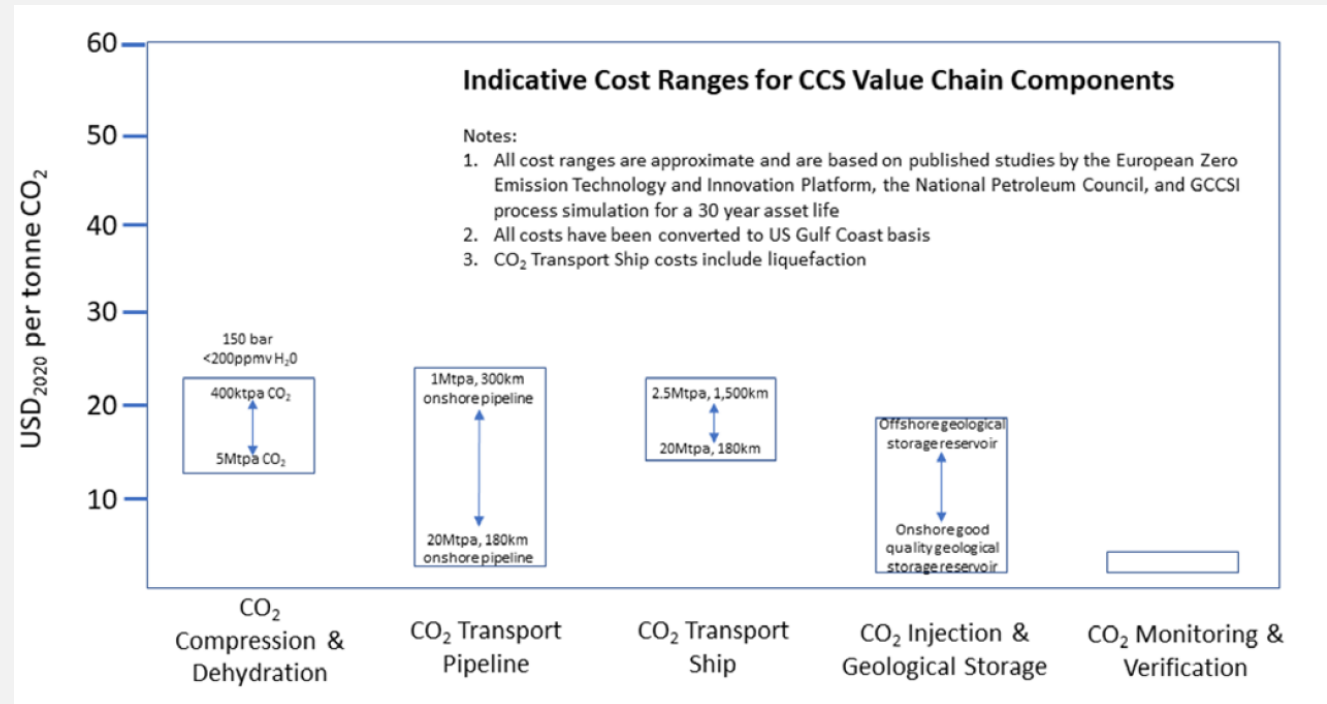 Indicative Cost Ranges for CCS Value Chain Components
Notes:
1. All cost ranges are approximate and are based on published studies by the European Zero
Emission Technology and Innovation Platform, the National Petroleum Council, and GCCSI
process simulation for a 30 year asset life
2. All costs have been converted to US Gulf Coast basis
3. CO₂ Transport Ship costs include liquefaction
USD₂₀₂₀ per tonne CO₂
60
50
40
30
20
10
150 bar
<200ppmv H₂0
400ktpa CO₂
5Mtpa CO₂
1Mtpa, 300km
onshore pipeline
20Mtpa, 180km
onshore pipeline
2.5Mtpa, 1,500km
20Mtpa, 180km
Offshore geological
storage reservoir
Onshore good
quality geological
storage reservoir
CO₂
Compression &
Dehydration
CO₂ Transport
Pipeline
CO₂ Transport
Ship
CO₂ Injection &
Geological Storage
CO₂ Monitoring &
Verification